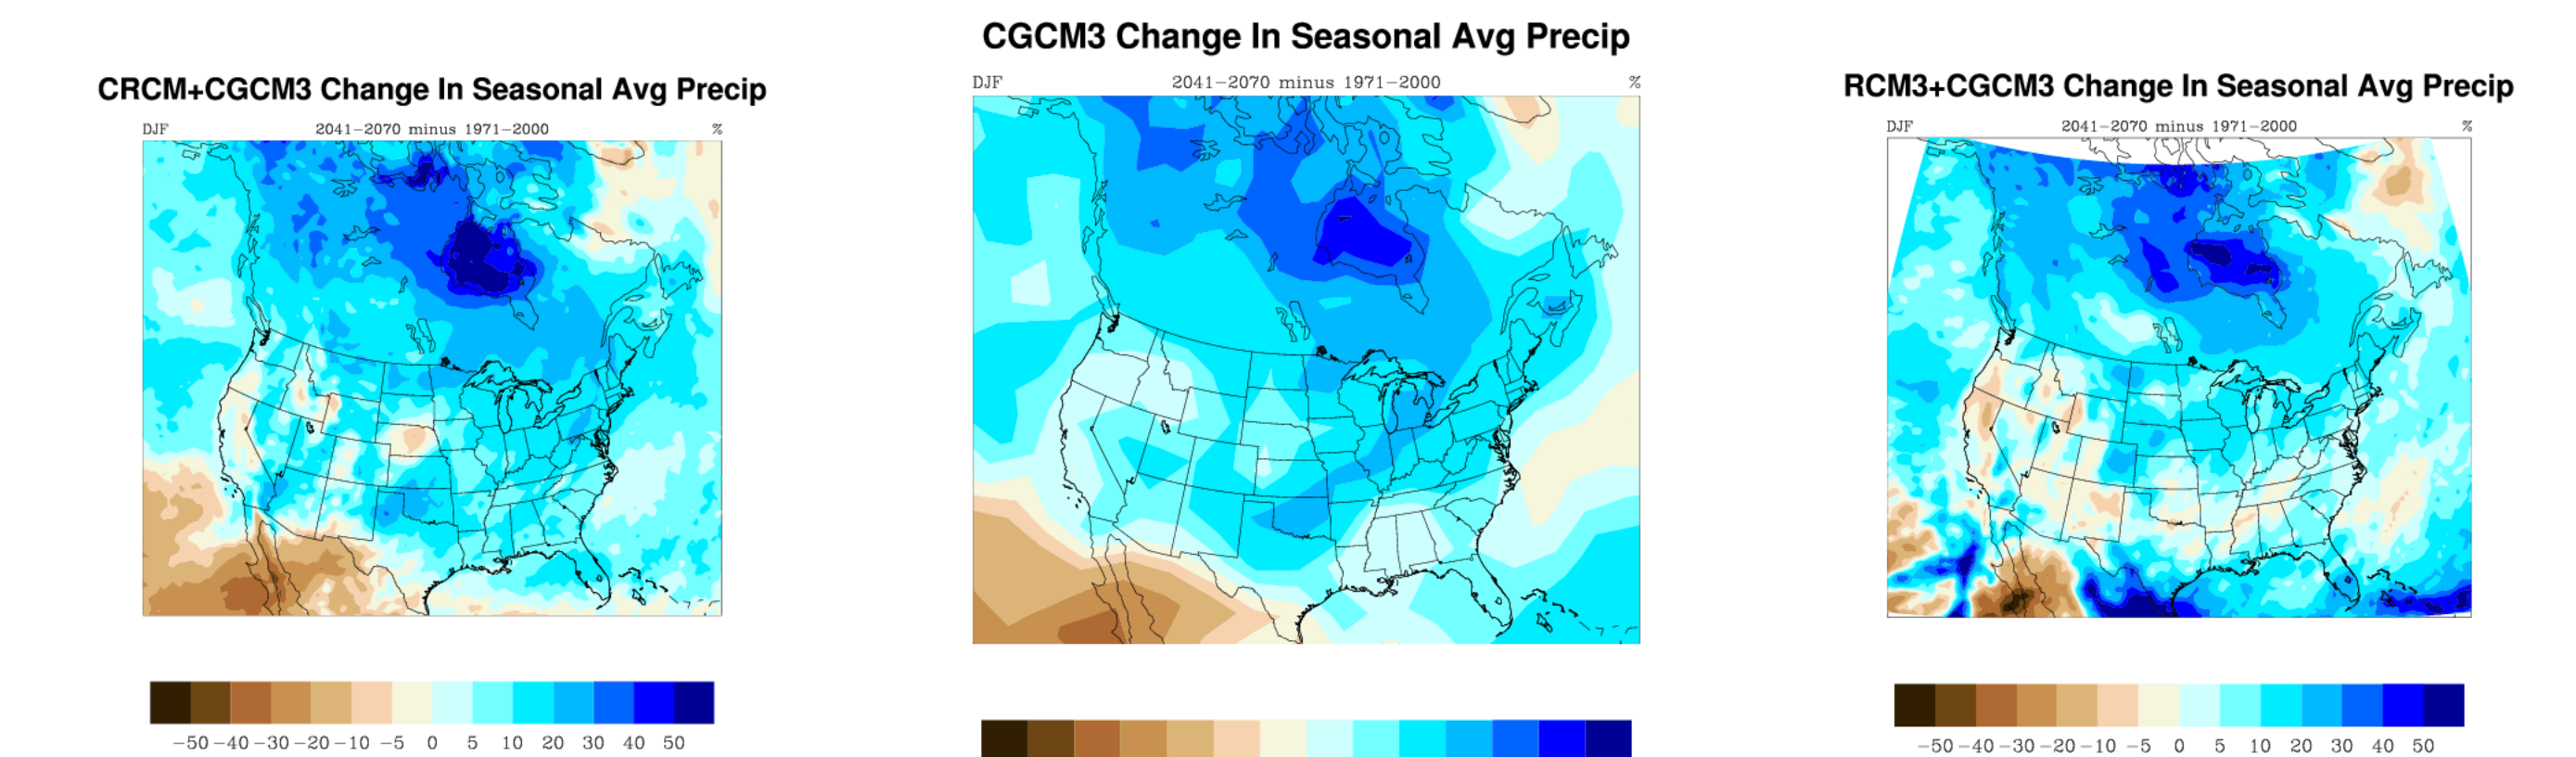 CRCM+CGCM3 Change In Seasonal Avg Precip
DJF 2041−2070 minus 1971−2000 %
−50 −40 −30 −20 −10 −5 0 5 10 20 30 40 50
CGCM3 Change In Seasonal Avg Precip
DJF 2041−2070 minus 1971−2000 %
RCM3+CGCM3 Change In Seasonal Avg Precip
DJF 2041−2070 minus 1971−2000 %
−50 −40 −30 −20 −10 −5 0 5 10 20 30 40 50